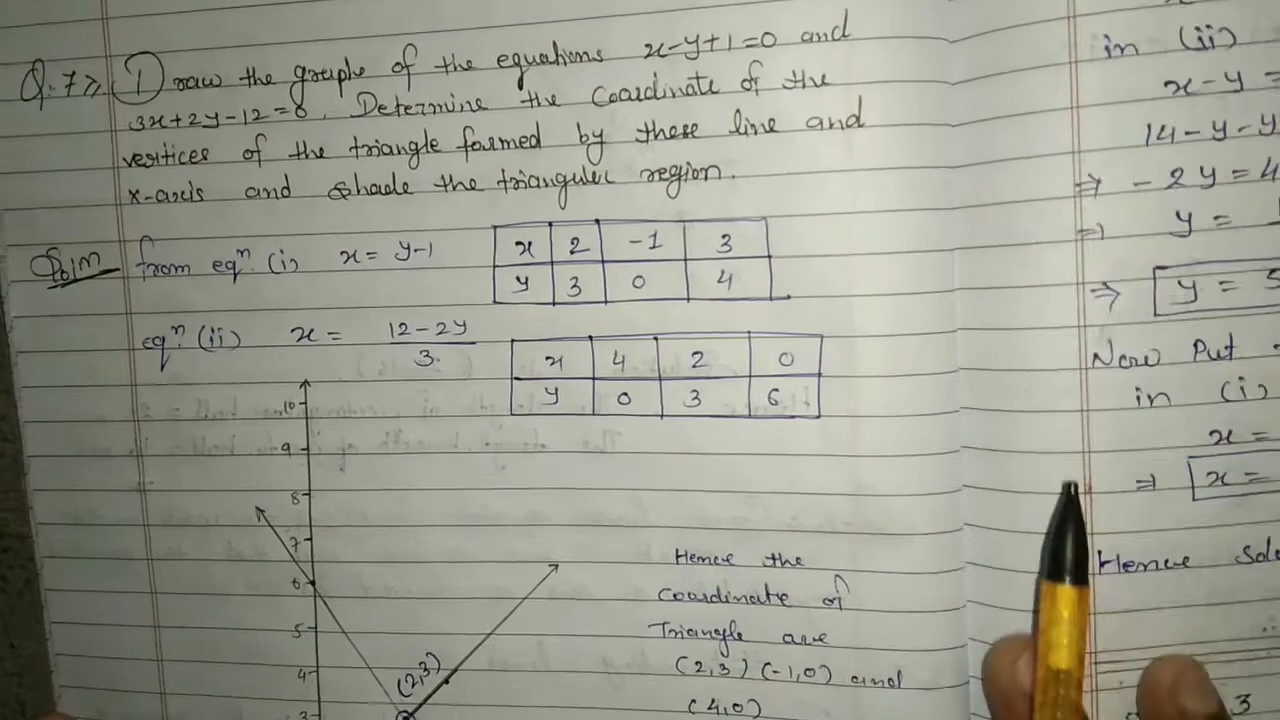 Q.7⇒ ① Draw the graph of the equations x-y+1=0 and
3x+2y-12=0. Determine the Coordinate of the
vertices of the triangle formed by these line and
x-axis and Shade the triangular region.
Soln from eqn. (i) x = y-1
x 2 -1 3
y 3 0 4
eqn. (ii) x = 12-2y
3.
x 4 2 0
y 0 3 6
10
9
8
7
6
5
4
3
(2,3)
Hence the
Coordinate of
Triangle are
(2,3) (-1,0) and
(4,0)
in (ii)
x-y =
14-y-y
⇒ -2y = 4
⇒ y =
⇒ y = 5
Now Put
in (i)
x =
⇒ x =
Hence Sol
3